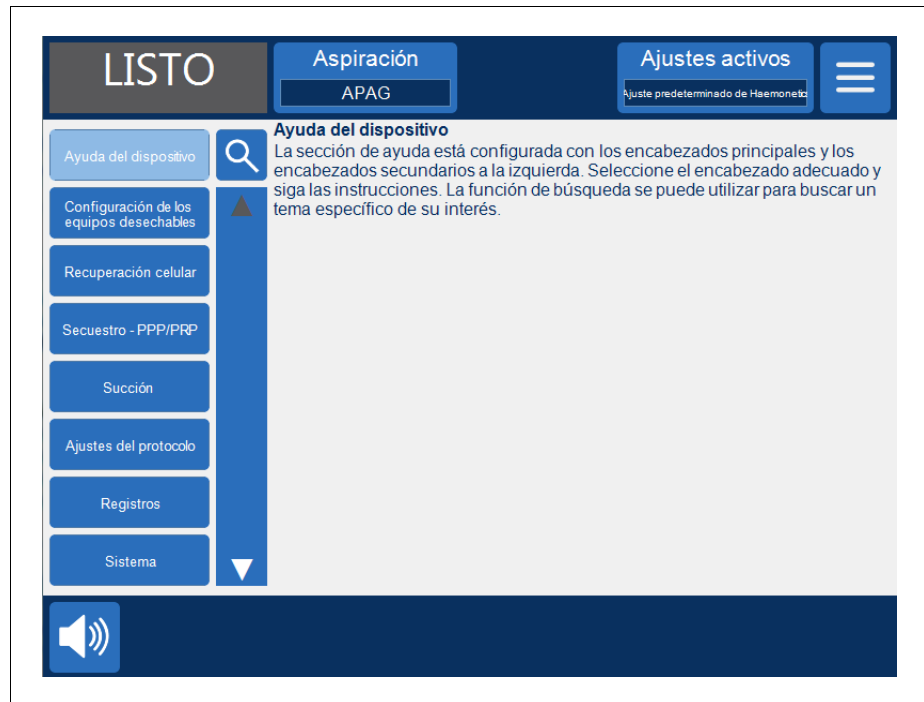 LISTO
Aspiración
APAG
Ajustes activos
Ajuste predeterminado de Haemonetic
Ayuda del dispositivo
Configuración de los
equipos desechables
Recuperación celular
Secuestro - PPP/PRP
Succión
Ajustes del protocolo
Registros
Sistema
Ayuda del dispositivo
La sección de ayuda está configurada con los encabezados principales y los
encabezados secundarios a la izquierda. Seleccione el encabezado adecuado y
siga las instrucciones. La función de búsqueda se puede utilizar para buscar un
tema específico de su interés.